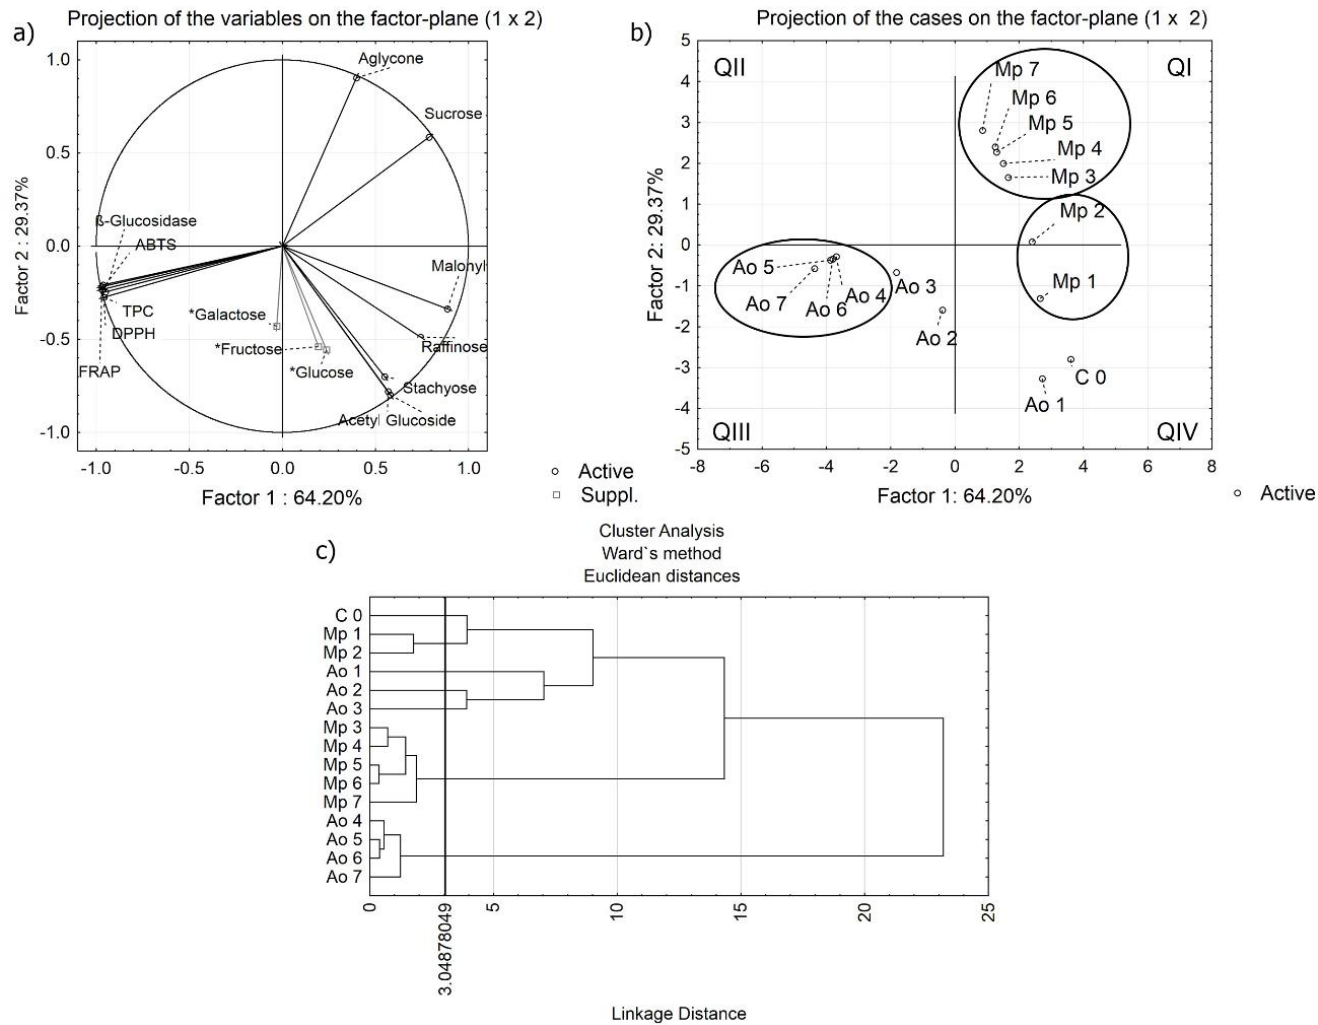 a)
Projection of the variables on the factor-plane (1 x 2)
1.0
0.5
0.0
-0.5
-1.0
Factor 2 : 29.37%
Aglycone
Sucrose
ß-Glucosidase
ABTS
Malonyl
TPC
*Galactose
DPPH
*Fructose
Raffinose
FRAP
*Glucose
Stachyose
Acetyl Glucoside
-1.0 -0.5 0.0 0.5 1.0
Factor 1 : 64.20%
Active
Suppl.
b)
Projection of the cases on the factor-plane (1 x 2)
5
4
3
2
1
0
-1
-2
-3
-4
-5
Factor 2: 29.37%
QII
QI
Mp 7
Mp 6
Mp 5
Mp 4
Mp 3
Mp 2
Ao 5
Mp 1
Ao 7
Ao 6
Ao 4
Ao 3
Ao 2
C 0
Ao 1
QIII
QIV
-8 -6 -4 -2 0 2 4 6 8
Factor 1: 64.20%
Active
c)
Cluster Analysis
Ward`s method
Euclidean distances
C 0
Mp 1
Mp 2
Ao 1
Ao 2
Ao 3
Mp 3
Mp 4
Mp 5
Mp 6
Mp 7
Ao 4
Ao 5
Ao 6
Ao 7
0 3.04878049 5 10 15 20 25
Linkage Distance